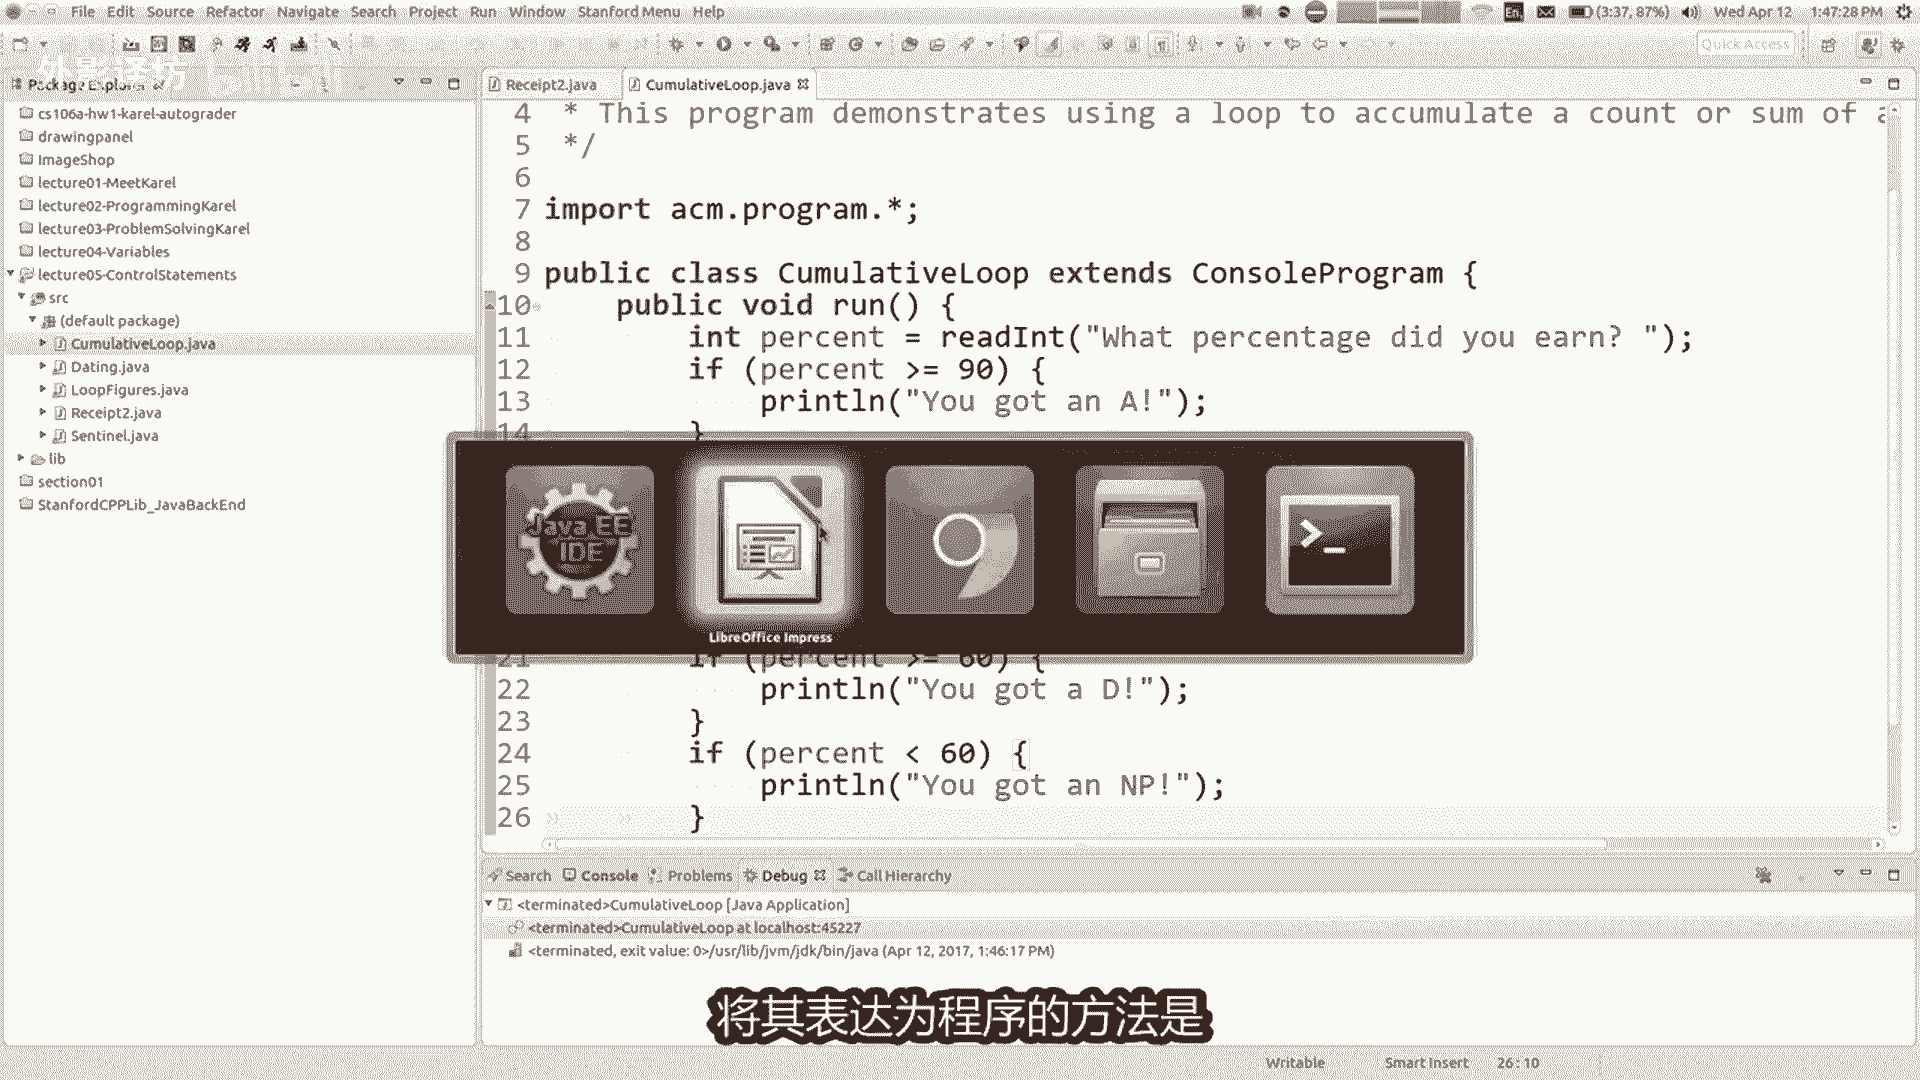 File Edit Source Refactor Navigate Search Project Run Window Stanford Menu Help
En (3:37, 87%) Wed Apr 12 1:47:28 PM
Quick Access
外影译坊 bilibili
Package Explorer
Receipt2.java CumulativeLoop.java
cs106a-hw1-karel-autograder
drawingpanel
ImageShop
lecture01-MeetKarel
lecture02-ProgrammingKarel
lecture03-ProblemSolvingKarel
lecture04-Variables
lecture05-ControlStatements
src
(default package)
CumulativeLoop.java
Dating.java
LoopFigures.java
Receipt2.java
Sentinel.java
lib
section01
StanfordCPPLib_JavaBackEnd
4 * This program demonstrates using a loop to accumulate a count or sum of
5 */
6
7 import acm.program.*;
8
9 public class CumulativeLoop extends ConsoleProgram {
10 public void run() {
11 int percent = readInt("What percentage did you earn? ");
12 if (percent >= 90) {
13 println("You got an A!");
14 }
Java EE
IDE
LibreOffice Impress
21 if (percent >= 60) {
22 println("You got a D!");
23 }
24 if (percent < 60) {
25 println("You got an NP!");
26 }
Search Console Problems Debug Call Hierarchy
<terminated>CumulativeLoop [Java Application]
<terminated>CumulativeLoop at localhost:45227
<terminated, exit value: 0>/usr/lib/jvm/jdk/bin/java (Apr 12, 2017, 1:46:17 PM)
将其表达为程序的方法是
Writable Smart Insert 26 : 10